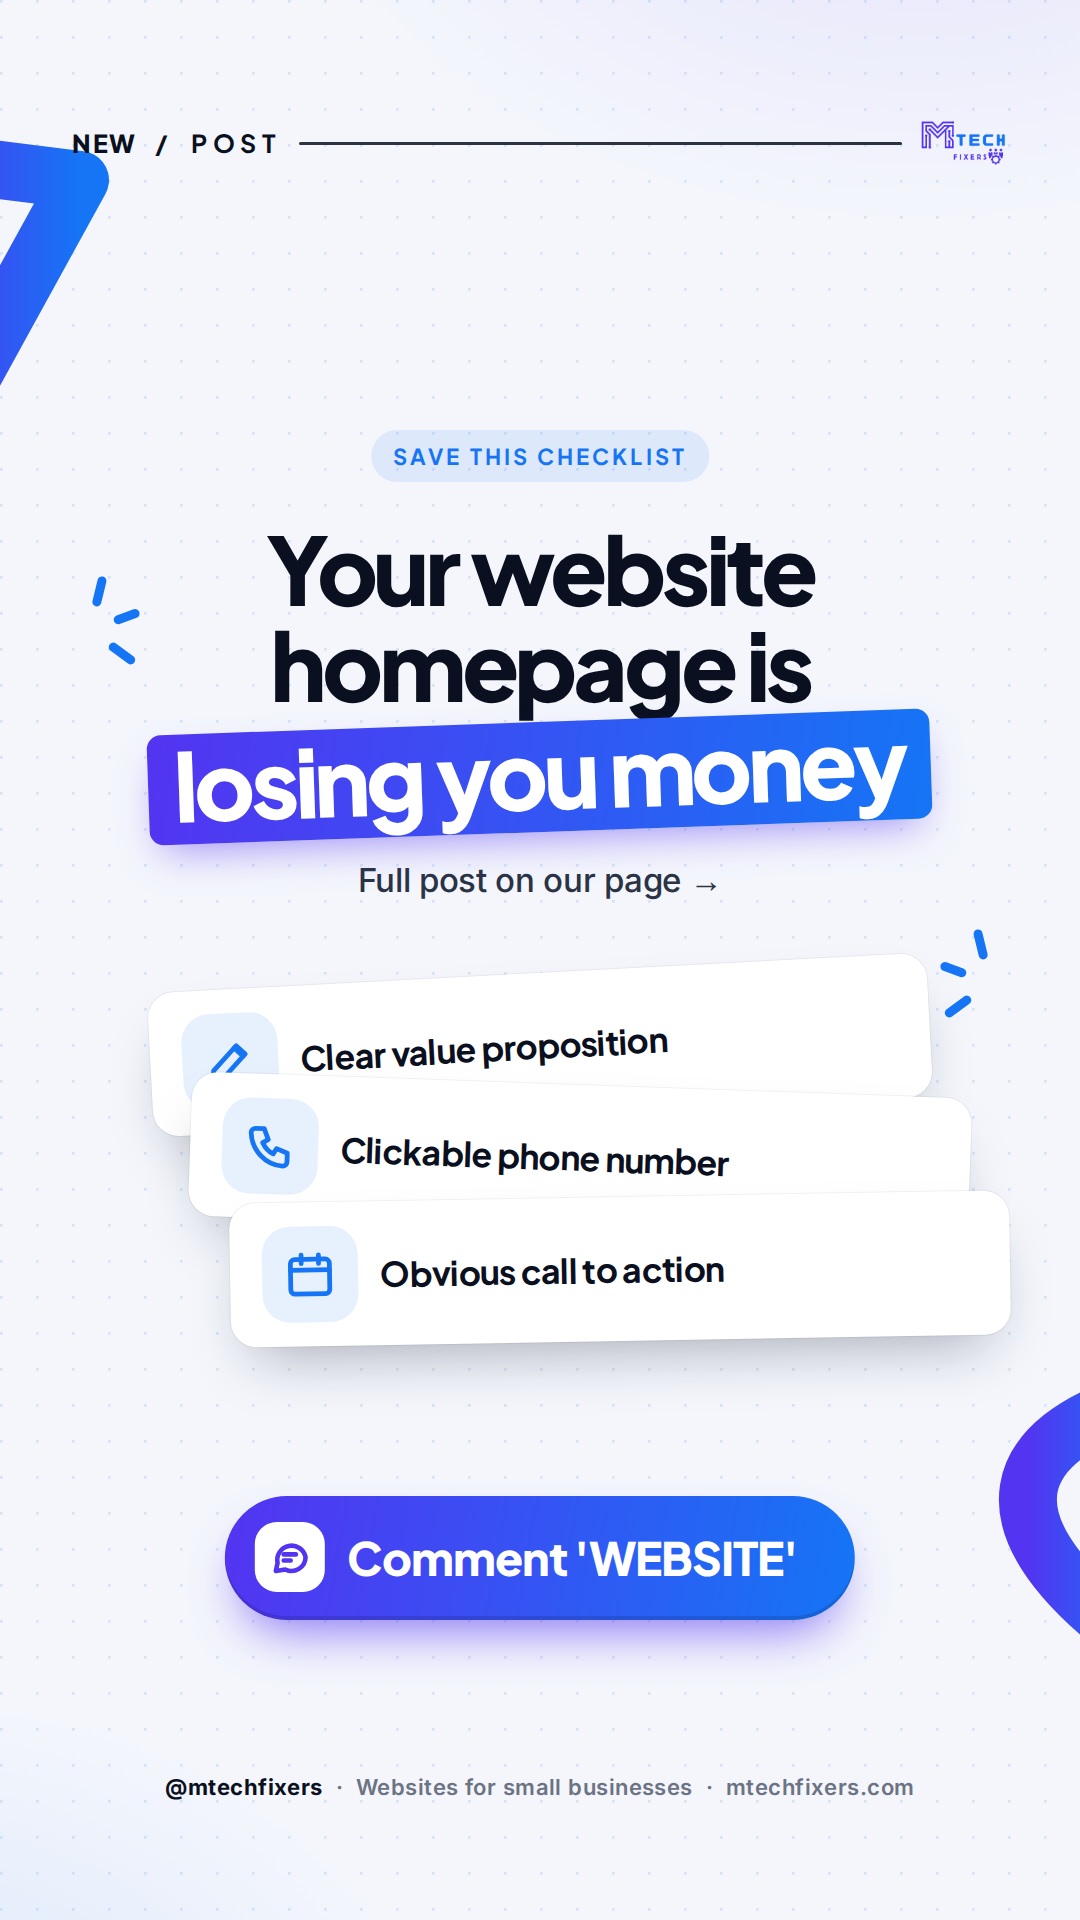 NEW / POST
MTECH
FIXERS
SAVE THIS CHECKLIST
Your website
homepage is
losing you money
Full post on our page →
Clear value proposition
Clickable phone number
Obvious call to action
Comment 'WEBSITE'
@mtechfixers · Websites for small businesses · mtechfixers.com